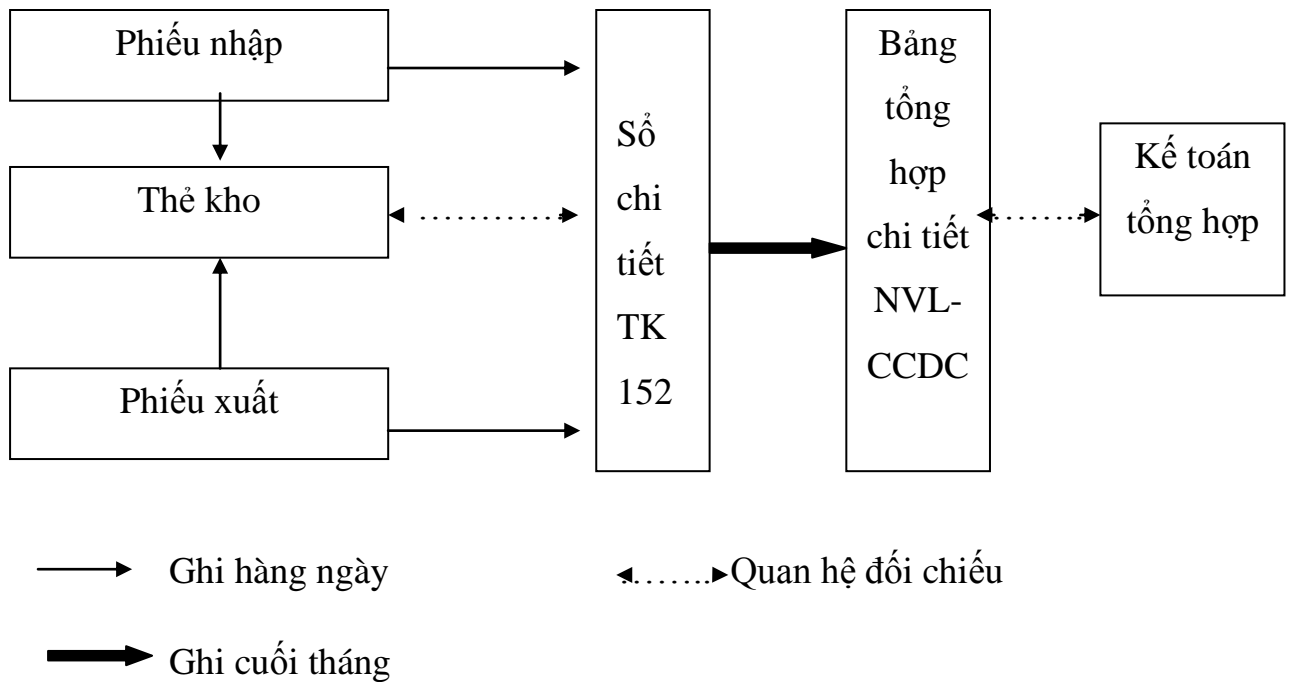 Phiếu nhập
Thẻ kho
Phiếu xuất
Sổ
chi
tiết
TK
152
Bảng
tổng
hợp
chi tiết
NVL-
CCDC
Kế toán
tổng hợp
Ghi hàng ngày
Quan hệ đối chiếu
Ghi cuối tháng